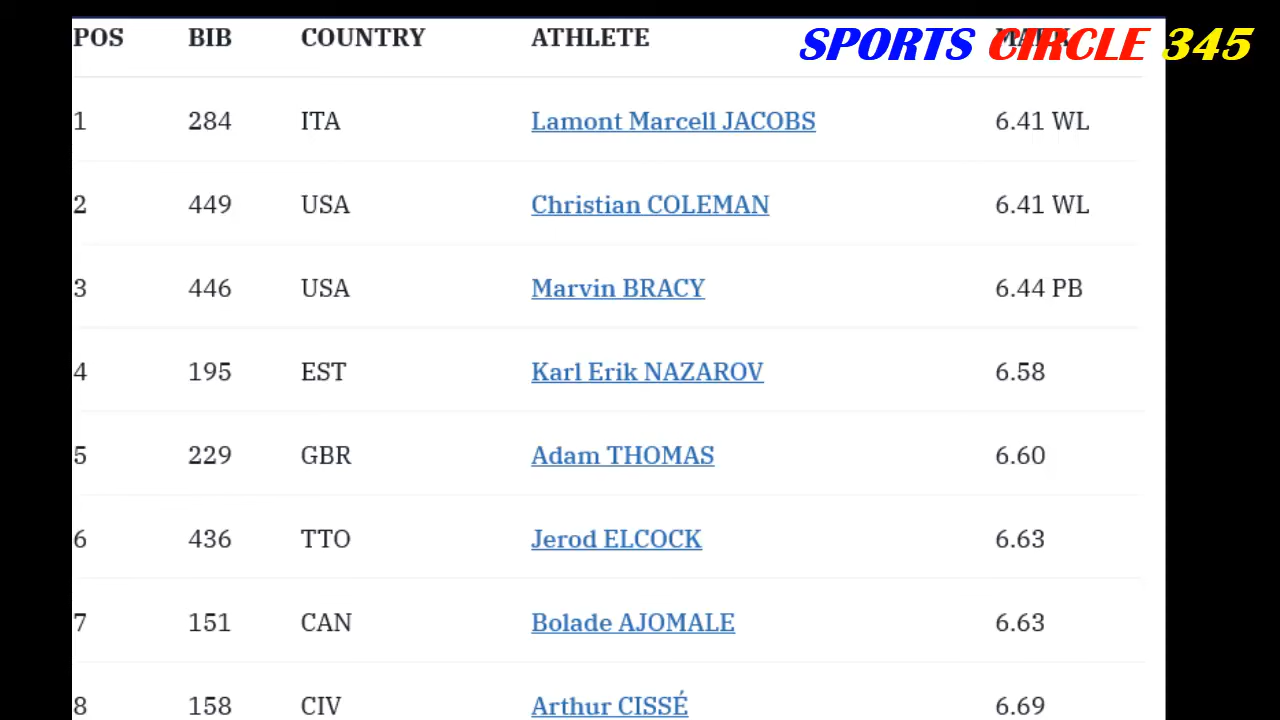 POS BIB COUNTRY ATHLETE MARK
SPORTS CIRCLE 345
1 284 ITA Lamont Marcell JACOBS 6.41 WL
2 449 USA Christian COLEMAN 6.41 WL
3 446 USA Marvin BRACY 6.44 PB
4 195 EST Karl Erik NAZAROV 6.58
5 229 GBR Adam THOMAS 6.60
6 436 TTO Jerod ELCOCK 6.63
7 151 CAN Bolade AJOMALE 6.63
8 158 CIV Arthur CISSÉ 6.69